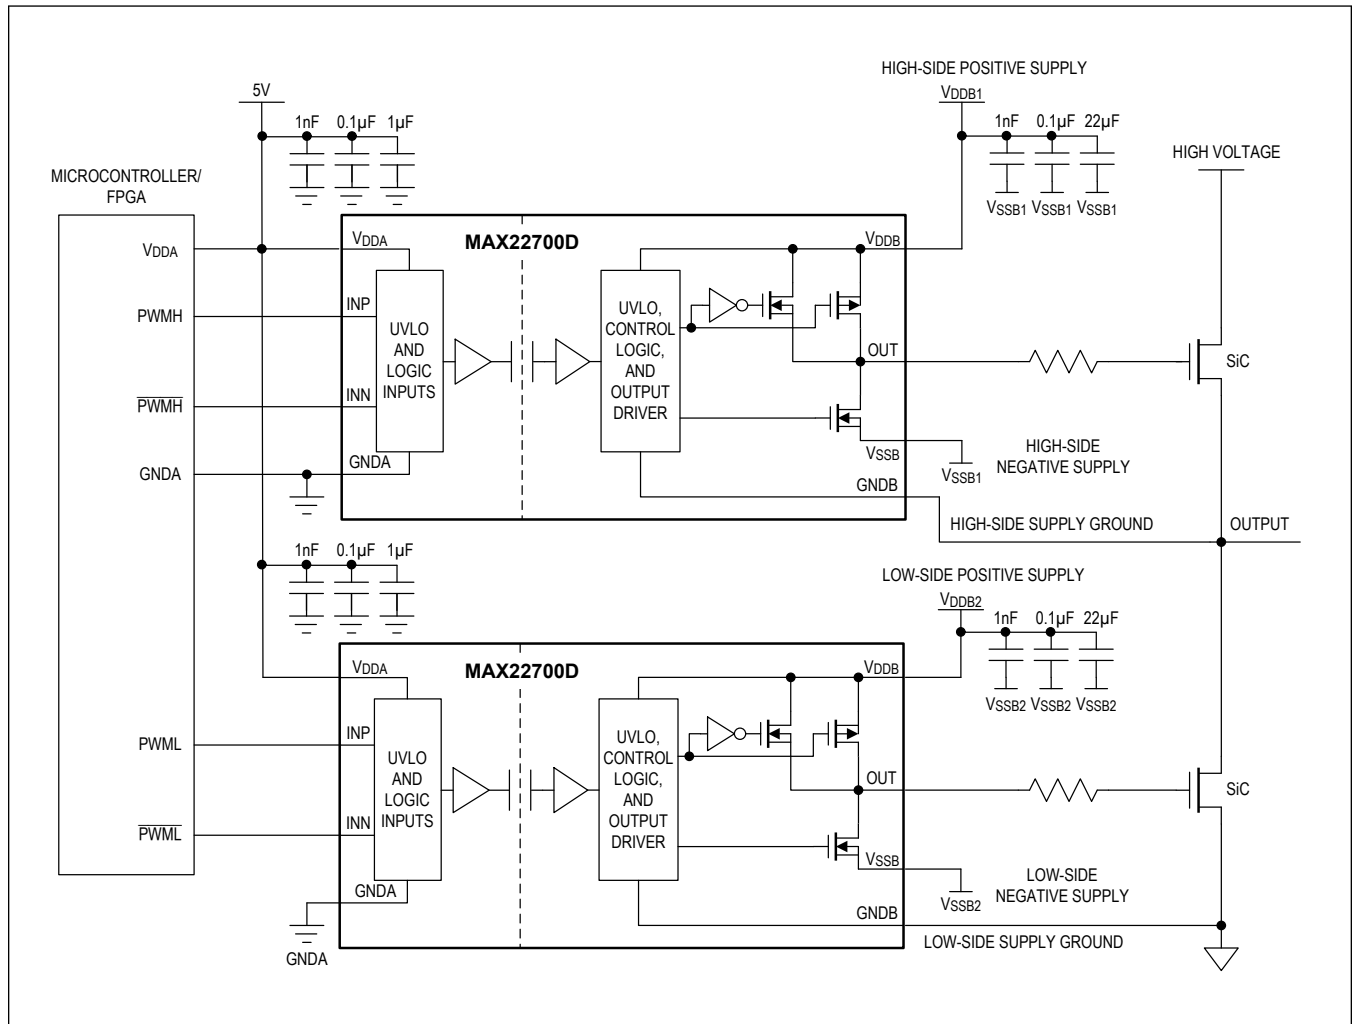 HIGH-SIDE POSITIVE SUPPLY
5V
VDDB1
1nF 0.1µF 1µF
1nF 0.1µF 22µF
HIGH VOLTAGE
MICROCONTROLLER/
FPGA
VSSB1 VSSB1 VSSB1
VDDA
VDDA
MAX22700D
VDDB
PWMH
INP
UVLO
AND
LOGIC
INPUTS
UVLO,
CONTROL
LOGIC,
AND
OUTPUT
DRIVER
OUT
SiC
PWMH
INN
GNDA
GNDA
VSSB
VSSB1
HIGH-SIDE
NEGATIVE SUPPLY
GNDB
HIGH-SIDE SUPPLY GROUND
OUTPUT
1nF 0.1µF 1µF
LOW-SIDE POSITIVE SUPPLY
VDDB2
1nF 0.1µF 22µF
VSSB2 VSSB2 VSSB2
VDDA
MAX22700D
VDDB
PWML
INP
UVLO
AND
LOGIC
INPUTS
UVLO,
CONTROL
LOGIC,
AND
OUTPUT
DRIVER
OUT
SiC
PWML
INN
GNDA
VSSB
VSSB2
LOW-SIDE
NEGATIVE SUPPLY
GNDB
LOW-SIDE SUPPLY GROUND
GNDA